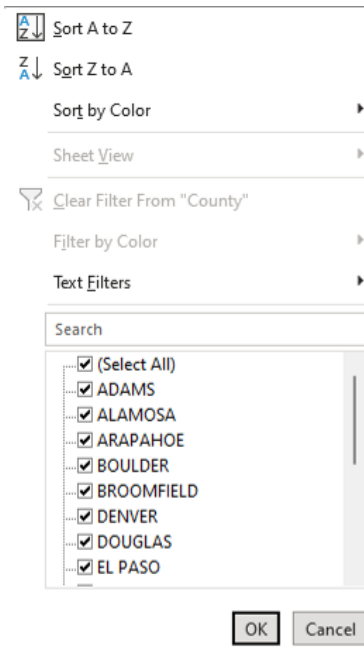 Sort A to Z
Sort Z to A
Sort by Color
Sheet View
Clear Filter From "County"
Filter by Color
Text Filters
Search
(Select All)
ADAMS
ALAMOSA
ARAPAHOE
BOULDER
BROOMFIELD
DENVER
DOUGLAS
EL PASO
OK Cancel